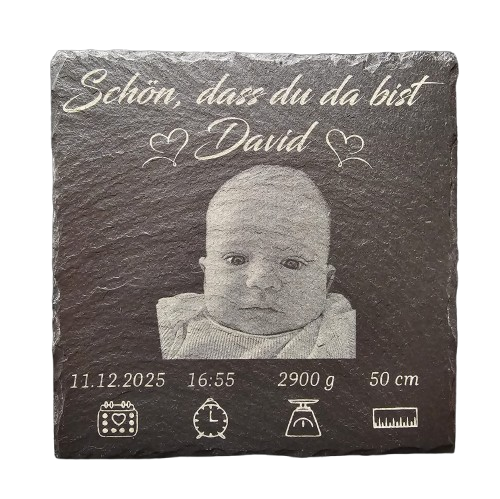 Schön, dass du da bist
David
11.12.2025 16:55 2900 g 50 cm